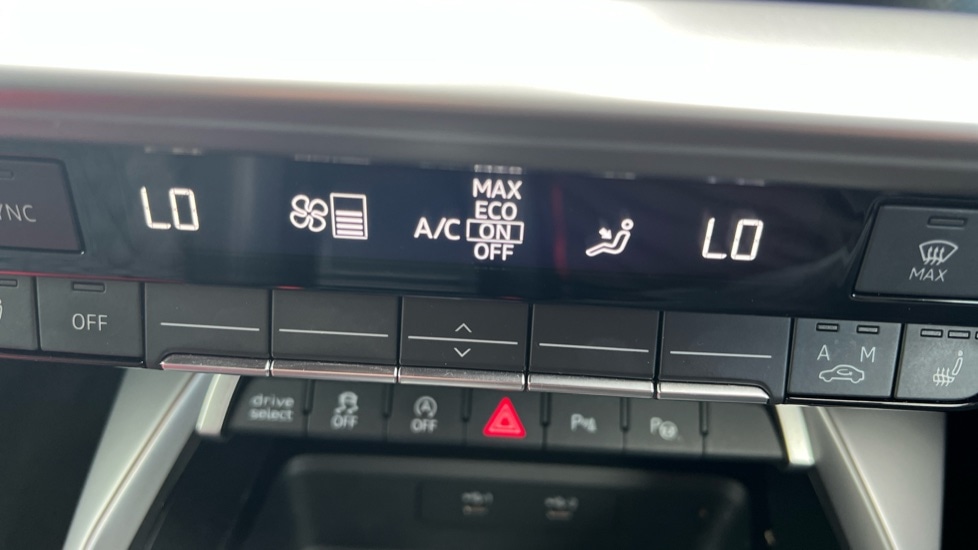 MAX
LO ECO LO
A/C ON
OFF
YNC
MAX
OFF
A M
drive select
OFF
A OFF
P
P